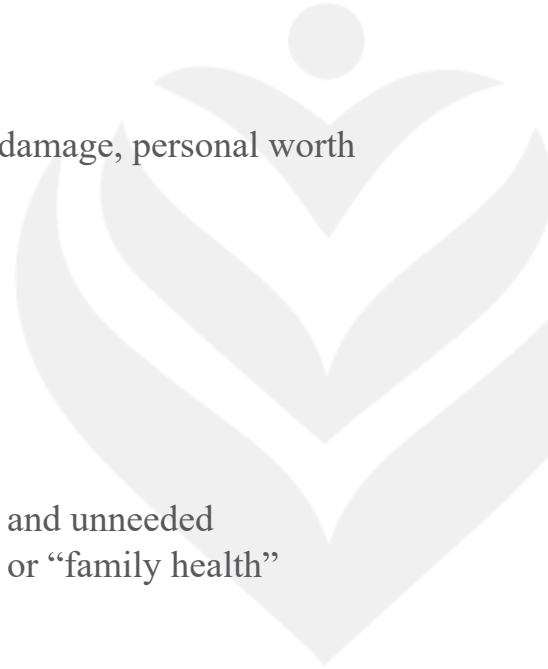 damage, personal worth
and unneeded
or “family health”